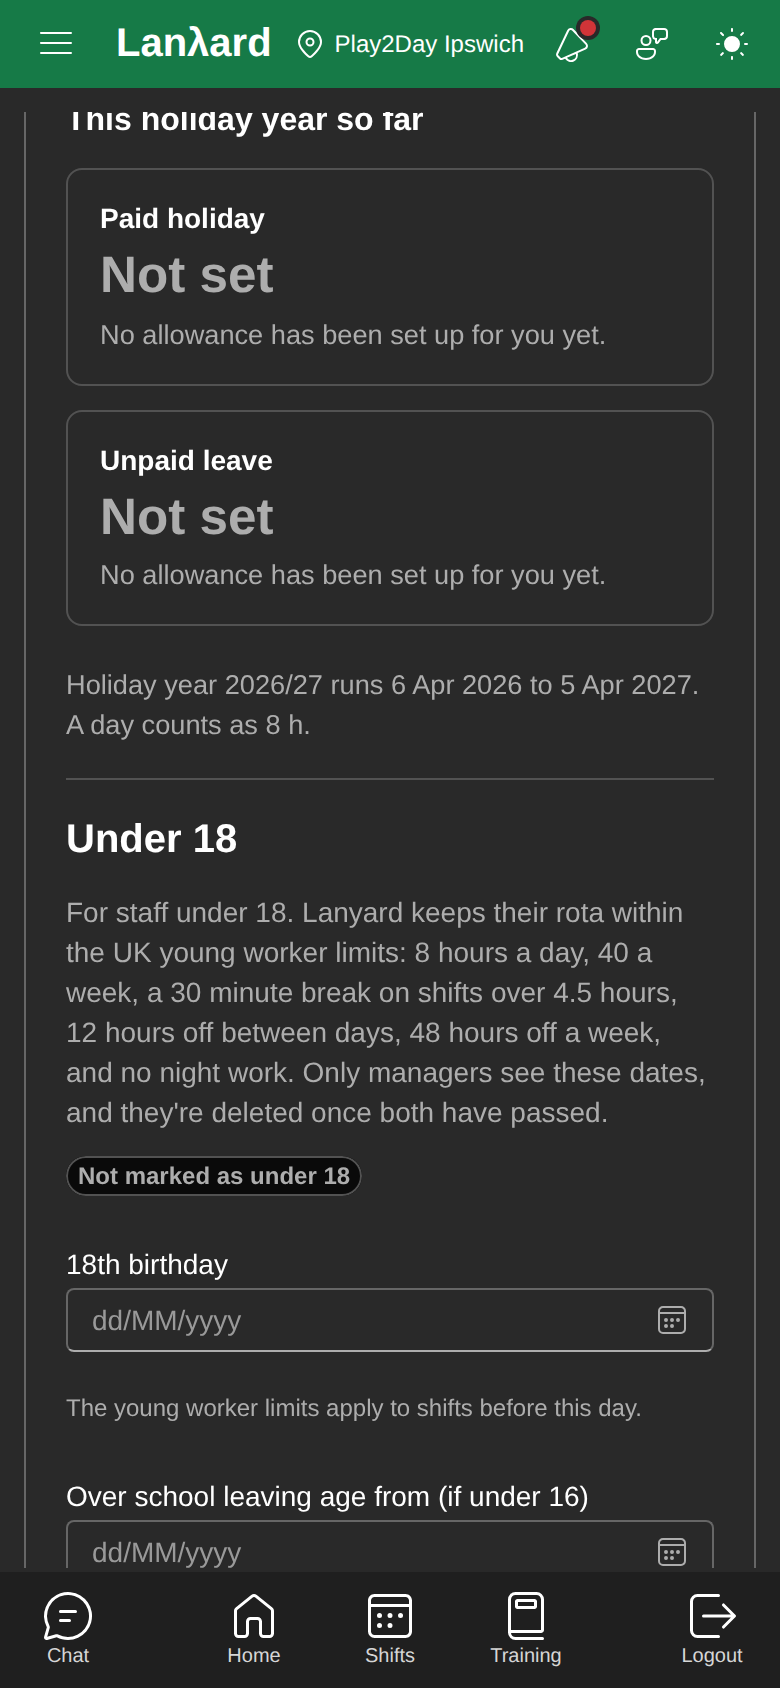 Lanλard
Play2Day Ipswich
This holiday year so far
Paid holiday
Not set
No allowance has been set up for you yet.
Unpaid leave
Not set
No allowance has been set up for you yet.
Holiday year 2026/27 runs 6 Apr 2026 to 5 Apr 2027.
A day counts as 8 h.
Under 18
For staff under 18. Lanyard keeps their rota within
the UK young worker limits: 8 hours a day, 40 a
week, a 30 minute break on shifts over 4.5 hours,
12 hours off between days, 48 hours off a week,
and no night work. Only managers see these dates,
and they're deleted once both have passed.
Not marked as under 18
18th birthday
dd/MM/yyyy
The young worker limits apply to shifts before this day.
Over school leaving age from (if under 16)
dd/MM/yyyy
Chat
Home
Shifts
Training
Logout